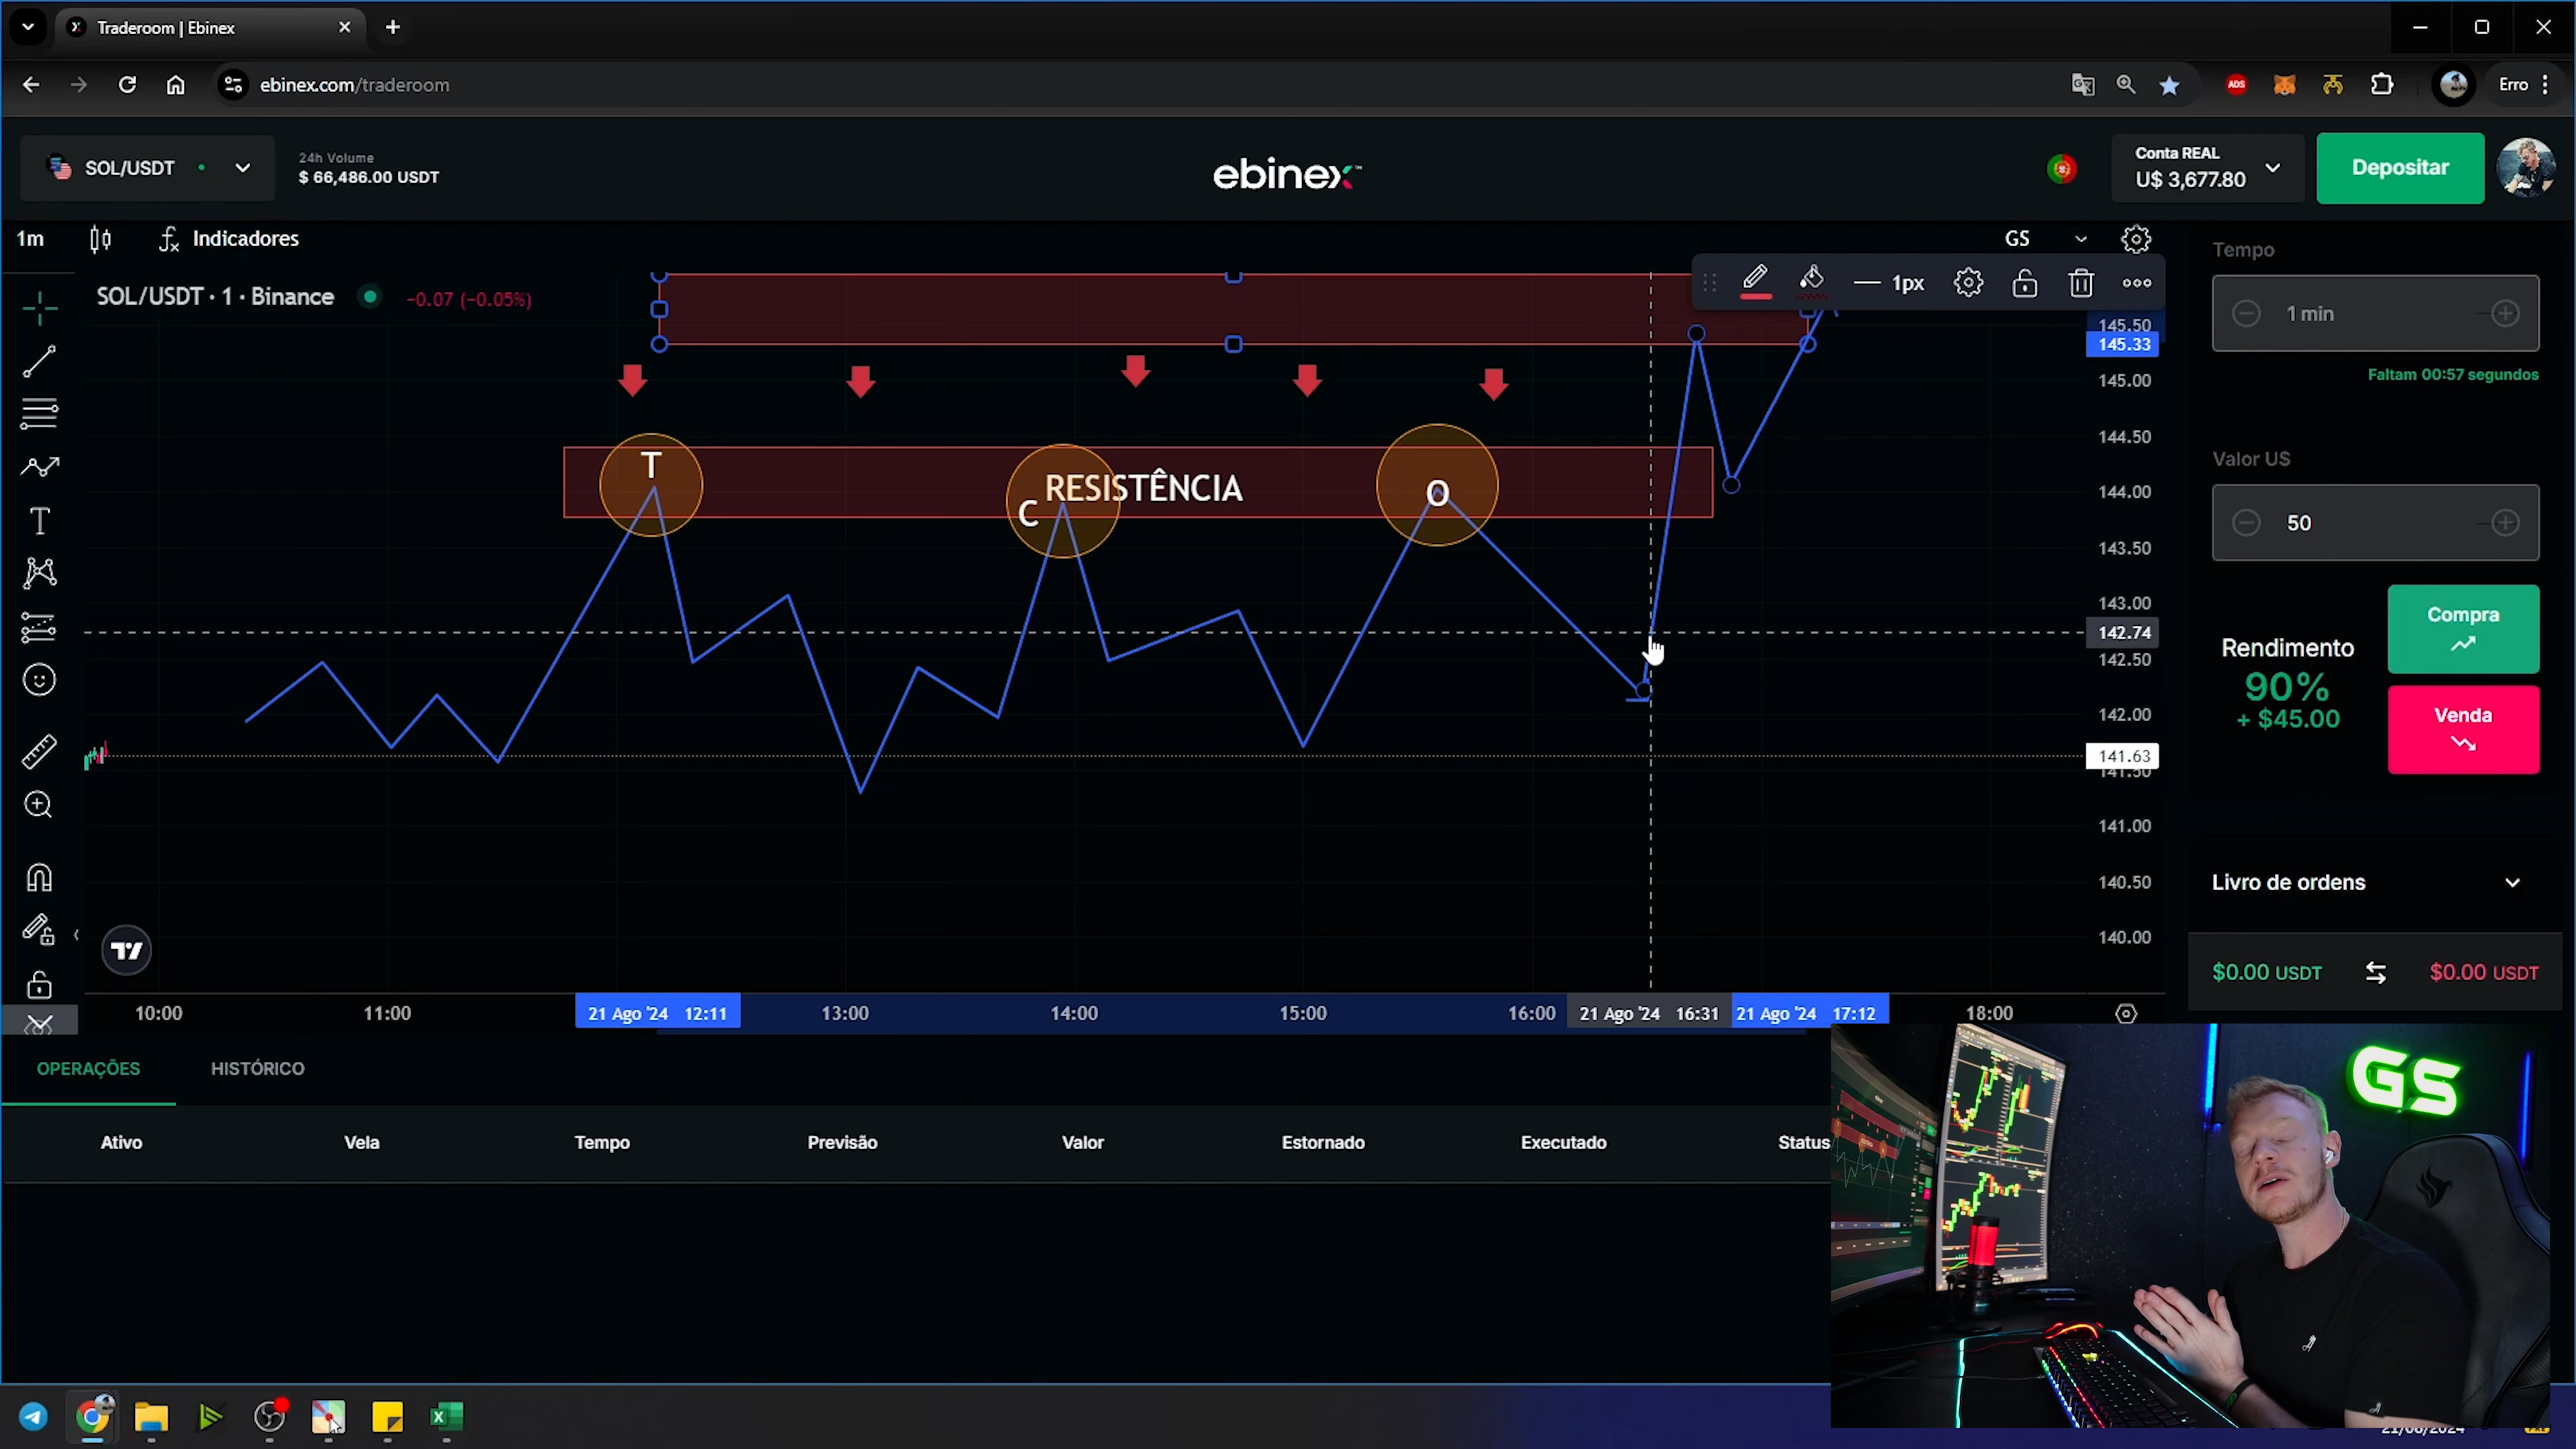 Traderoom | Ebinex
ebinex.com/traderoom
ADS
Erro
SOL/USDT
24h Volume
$ 66,486.00 USDT
ebinex
Conta REAL
U$ 3,677.80
Depositar
1m
Indicadores
GS
SOL/USDT · 1 · Binance
-0.07 (-0.05%)
1px
145.50
145.33
145.00
144.50
144.00
143.50
143.00
142.74
142.50
142.00
141.63
141.50
141.00
140.50
140.00
T
C
RESISTÊNCIA
O
Tempo
1 min
Faltam 00:57 segundos
Valor U$
50
Rendimento
90%
+ $45.00
Compra
Venda
Livro de ordens
$0.00 USDT
$0.00 USDT
10:00
11:00
21 Ago '24 12:11
13:00
14:00
15:00
16:00
21 Ago '24 16:31
21 Ago '24 17:12
18:00
OPERAÇÕES
HISTÓRICO
Ativo
Vela
Tempo
Previsão
Valor
Estornado
Executado
Status
GS